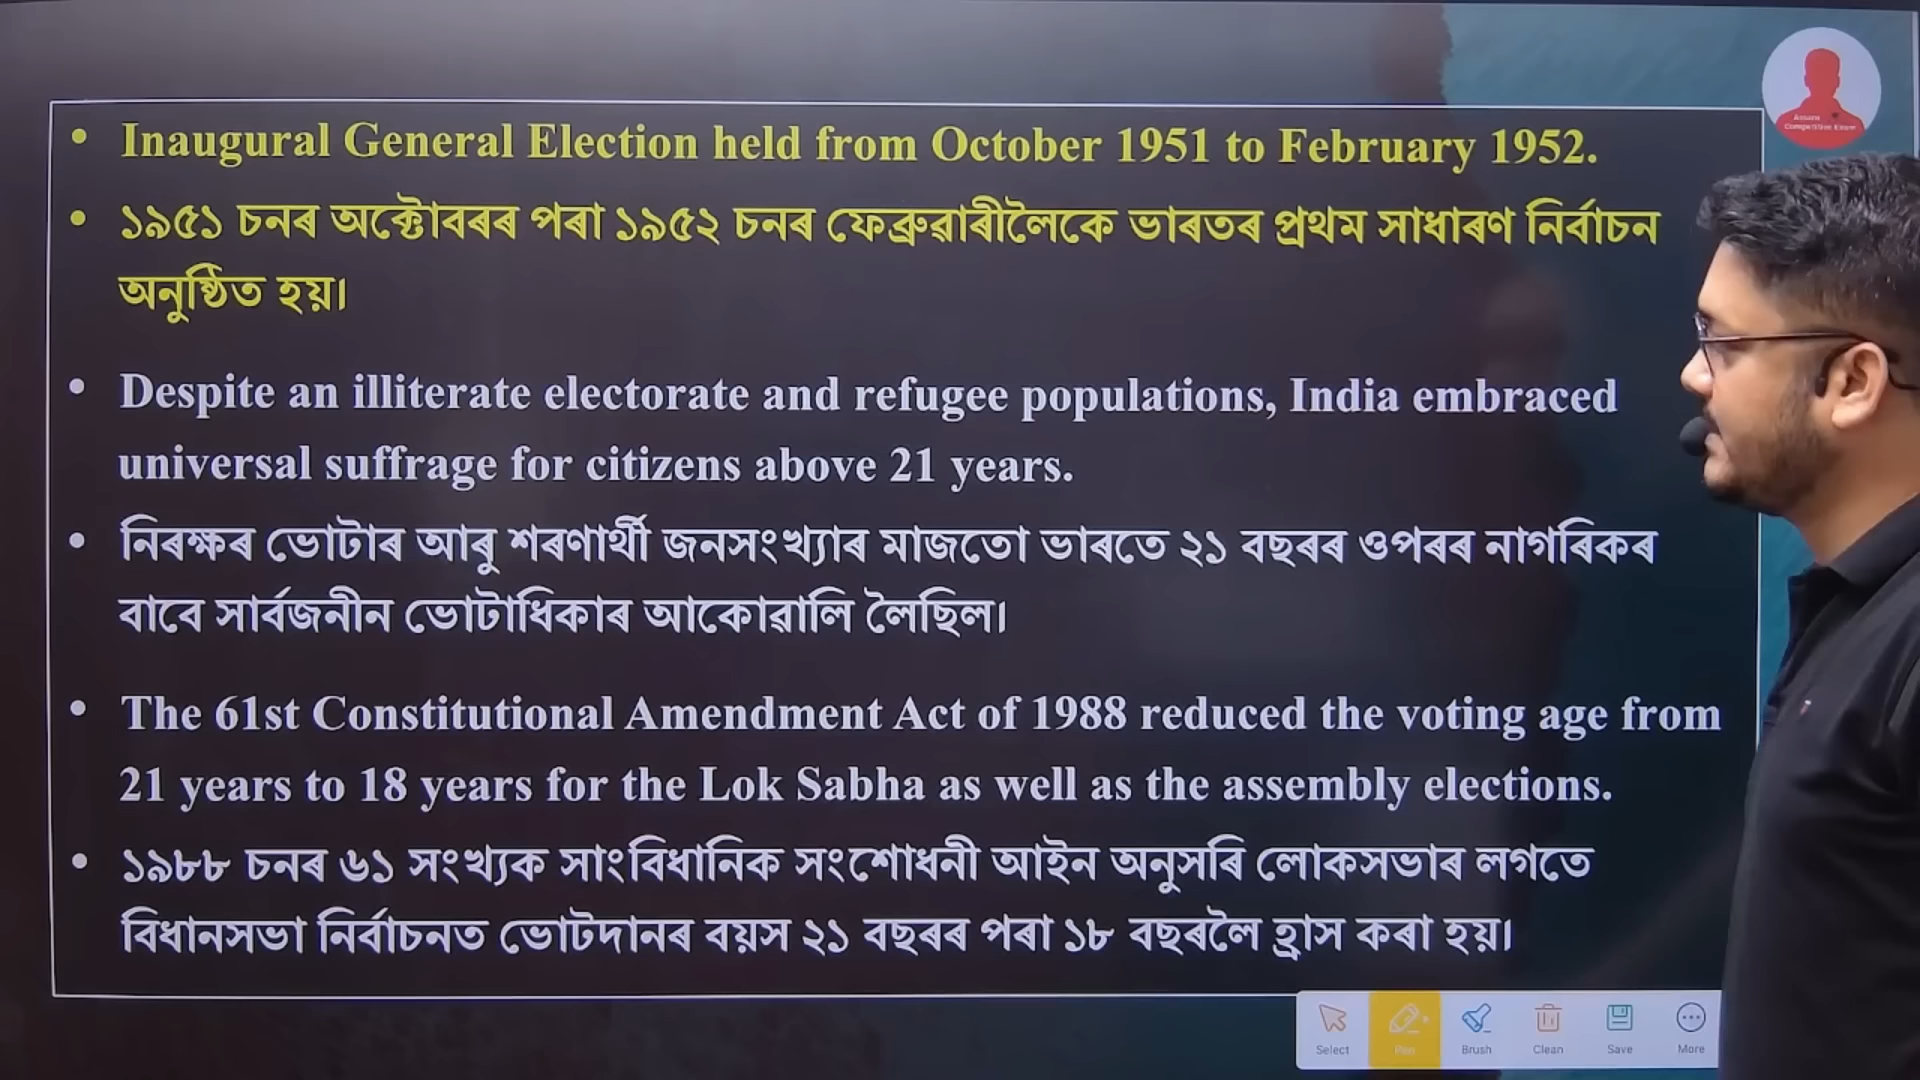 Assam
Competition Exam
• Inaugural General Election held from October 1951 to February 1952.
• ১৯৫১ চনৰ অক্টোবৰৰ পৰা ১৯৫২ চনৰ ফেব্ৰুৱাৰীলৈকে ভাৰতৰ প্ৰথম সাধাৰণ নিৰ্বাচন
অনুষ্ঠিত হয়।
• Despite an illiterate electorate and refugee populations, India embraced
universal suffrage for citizens above 21 years.
• নিৰক্ষৰ ভোটাৰ আৰু শৰণাৰ্থী জনসংখ্যাৰ মাজতো ভাৰতে ২১ বছৰৰ ওপৰৰ নাগৰিকৰ
বাবে সাৰ্বজনীন ভোটাধিকাৰ আকোৱালি লৈছিল।
• The 61st Constitutional Amendment Act of 1988 reduced the voting age from
21 years to 18 years for the Lok Sabha as well as the assembly elections.
• ১৯৮৮ চনৰ ৬১ সংখ্যক সাংবিধানিক সংশোধনী আইন অনুসৰি লোকসভাৰ লগতে
বিধানসভা নিৰ্বাচনত ভোটদানৰ বয়স ২১ বছৰৰ পৰা ১৮ বছৰলৈ হ্ৰাস কৰা হয়।
Select Pen Brush Clean Save More